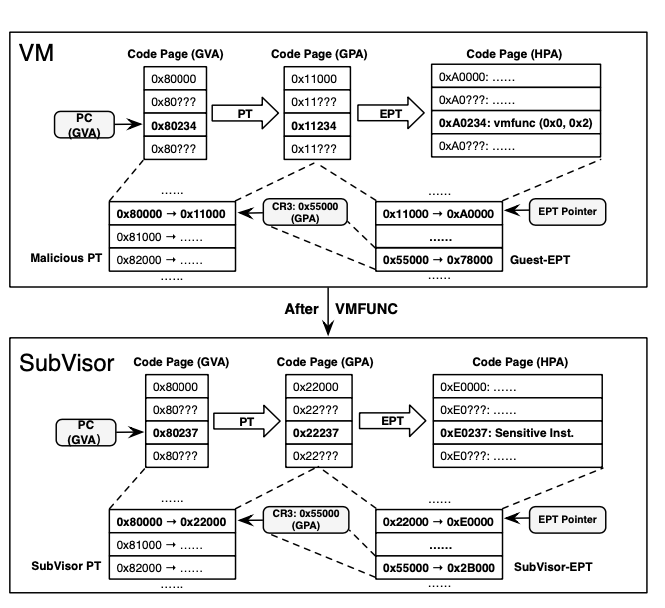 VM
Code Page (GVA)
Code Page (GPA)
Code Page (HPA)
0x80000
0x80???
0x80234
0x80???
0x11000
0x11???
0x11234
0x11???
0xA0000: ......
0xA0???: ......
0xA0234: vmfunc (0x0, 0x2)
0xA0???: ......
PC
(GVA)
PT
EPT
......
0x80000 → 0x11000
0x81000 → ......
0x82000 → ......
......
Malicious PT
CR3: 0x55000
(GPA)
......
0x11000 → 0xA0000
......
0x55000 → 0x78000
......
EPT Pointer
Guest-EPT
After VMFUNC
SubVisor
Code Page (GVA)
Code Page (GPA)
Code Page (HPA)
0x80000
0x80???
0x80237
0x80???
0x22000
0x22???
0x22237
0x22???
0xE0000: ......
0xE0???: ......
0xE0237: Sensitive Inst.
0xE0???: ......
PC
(GVA)
PT
EPT
......
0x80000 → 0x22000
0x81000 → ......
0x82000 → ......
......
SubVisor PT
CR3: 0x55000
(GPA)
......
0x22000 → 0xE0000
......
0x55000 → 0x2B000
......
EPT Pointer
SubVisor-EPT